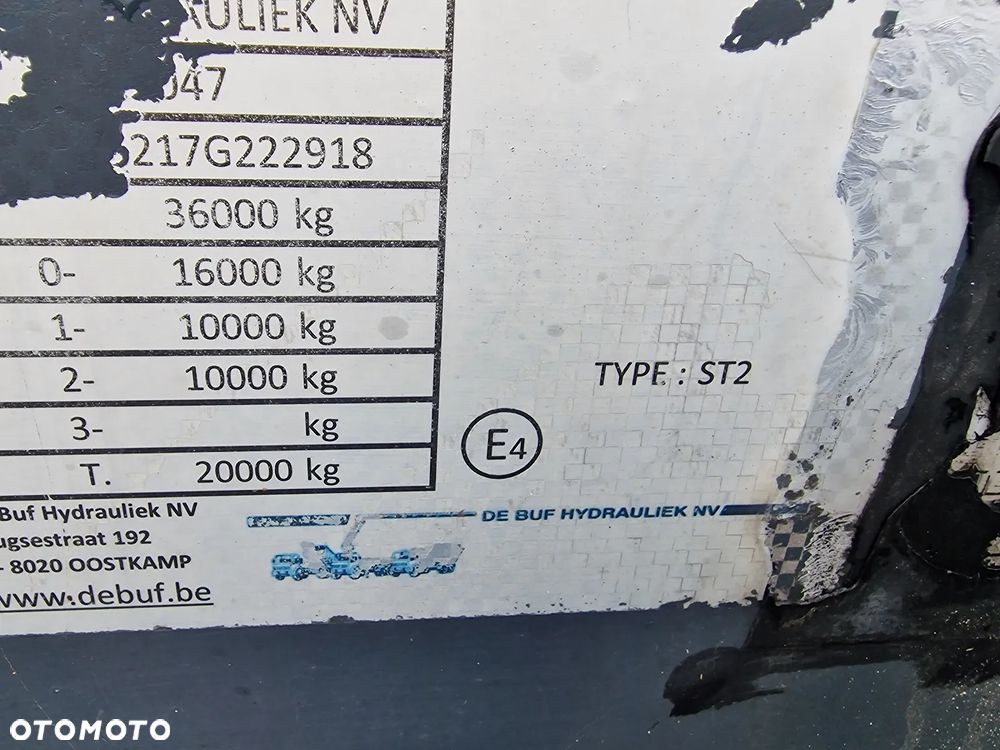 HYDRAULIEK NV
047
217G222918
36000 kg
0- 16000 kg
1- 10000 kg
2- 10000 kg
3- kg
T. 20000 kg
TYPE : ST2
E4
Buf Hydrauliek NV
ugsestraat 192
- 8020 OOSTKAMP
www.debuf.be
DE BUF HYDRAULIEK NV
OTOMOTO